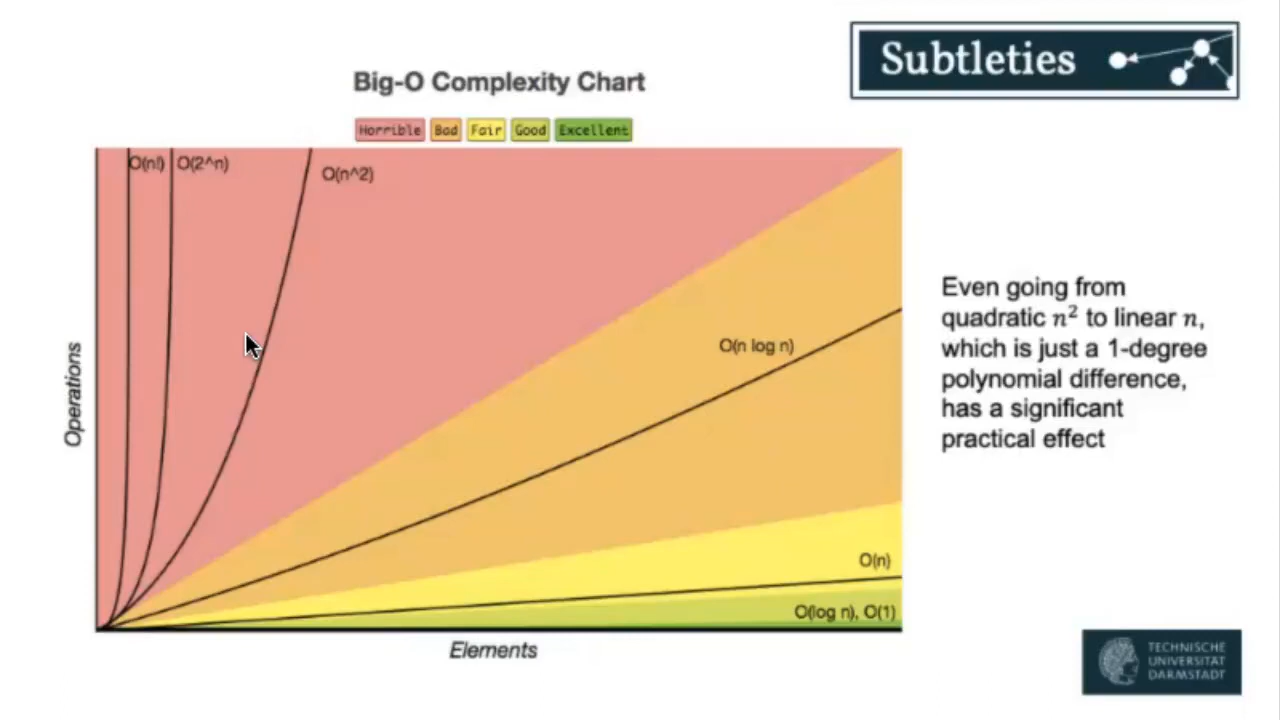 Subtleties
Big-O Complexity Chart
Horrible Bad Fair Good Excellent
O(n!) O(2^n)
O(n^2)
O(n log n)
O(n)
O(log n), O(1)
Operations
Elements
Even going from
quadratic n² to linear n,
which is just a 1-degree
polynomial difference,
has a significant
practical effect
TECHNISCHE
UNIVERSITÄT
DARMSTADT